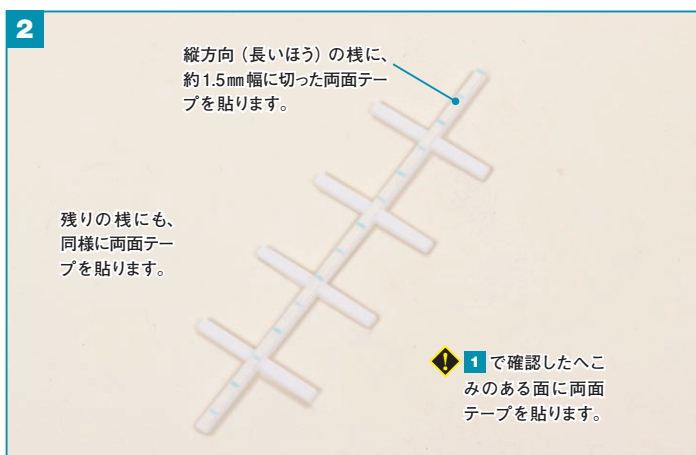 2
縦方向（長いほう）の桟に、
約1.5㎜幅に切った両面テー
プを貼ります。
残りの桟にも、
同様に両面テー
プを貼ります。
1 で確認したへこ
みのある面に両面
テープを貼ります。